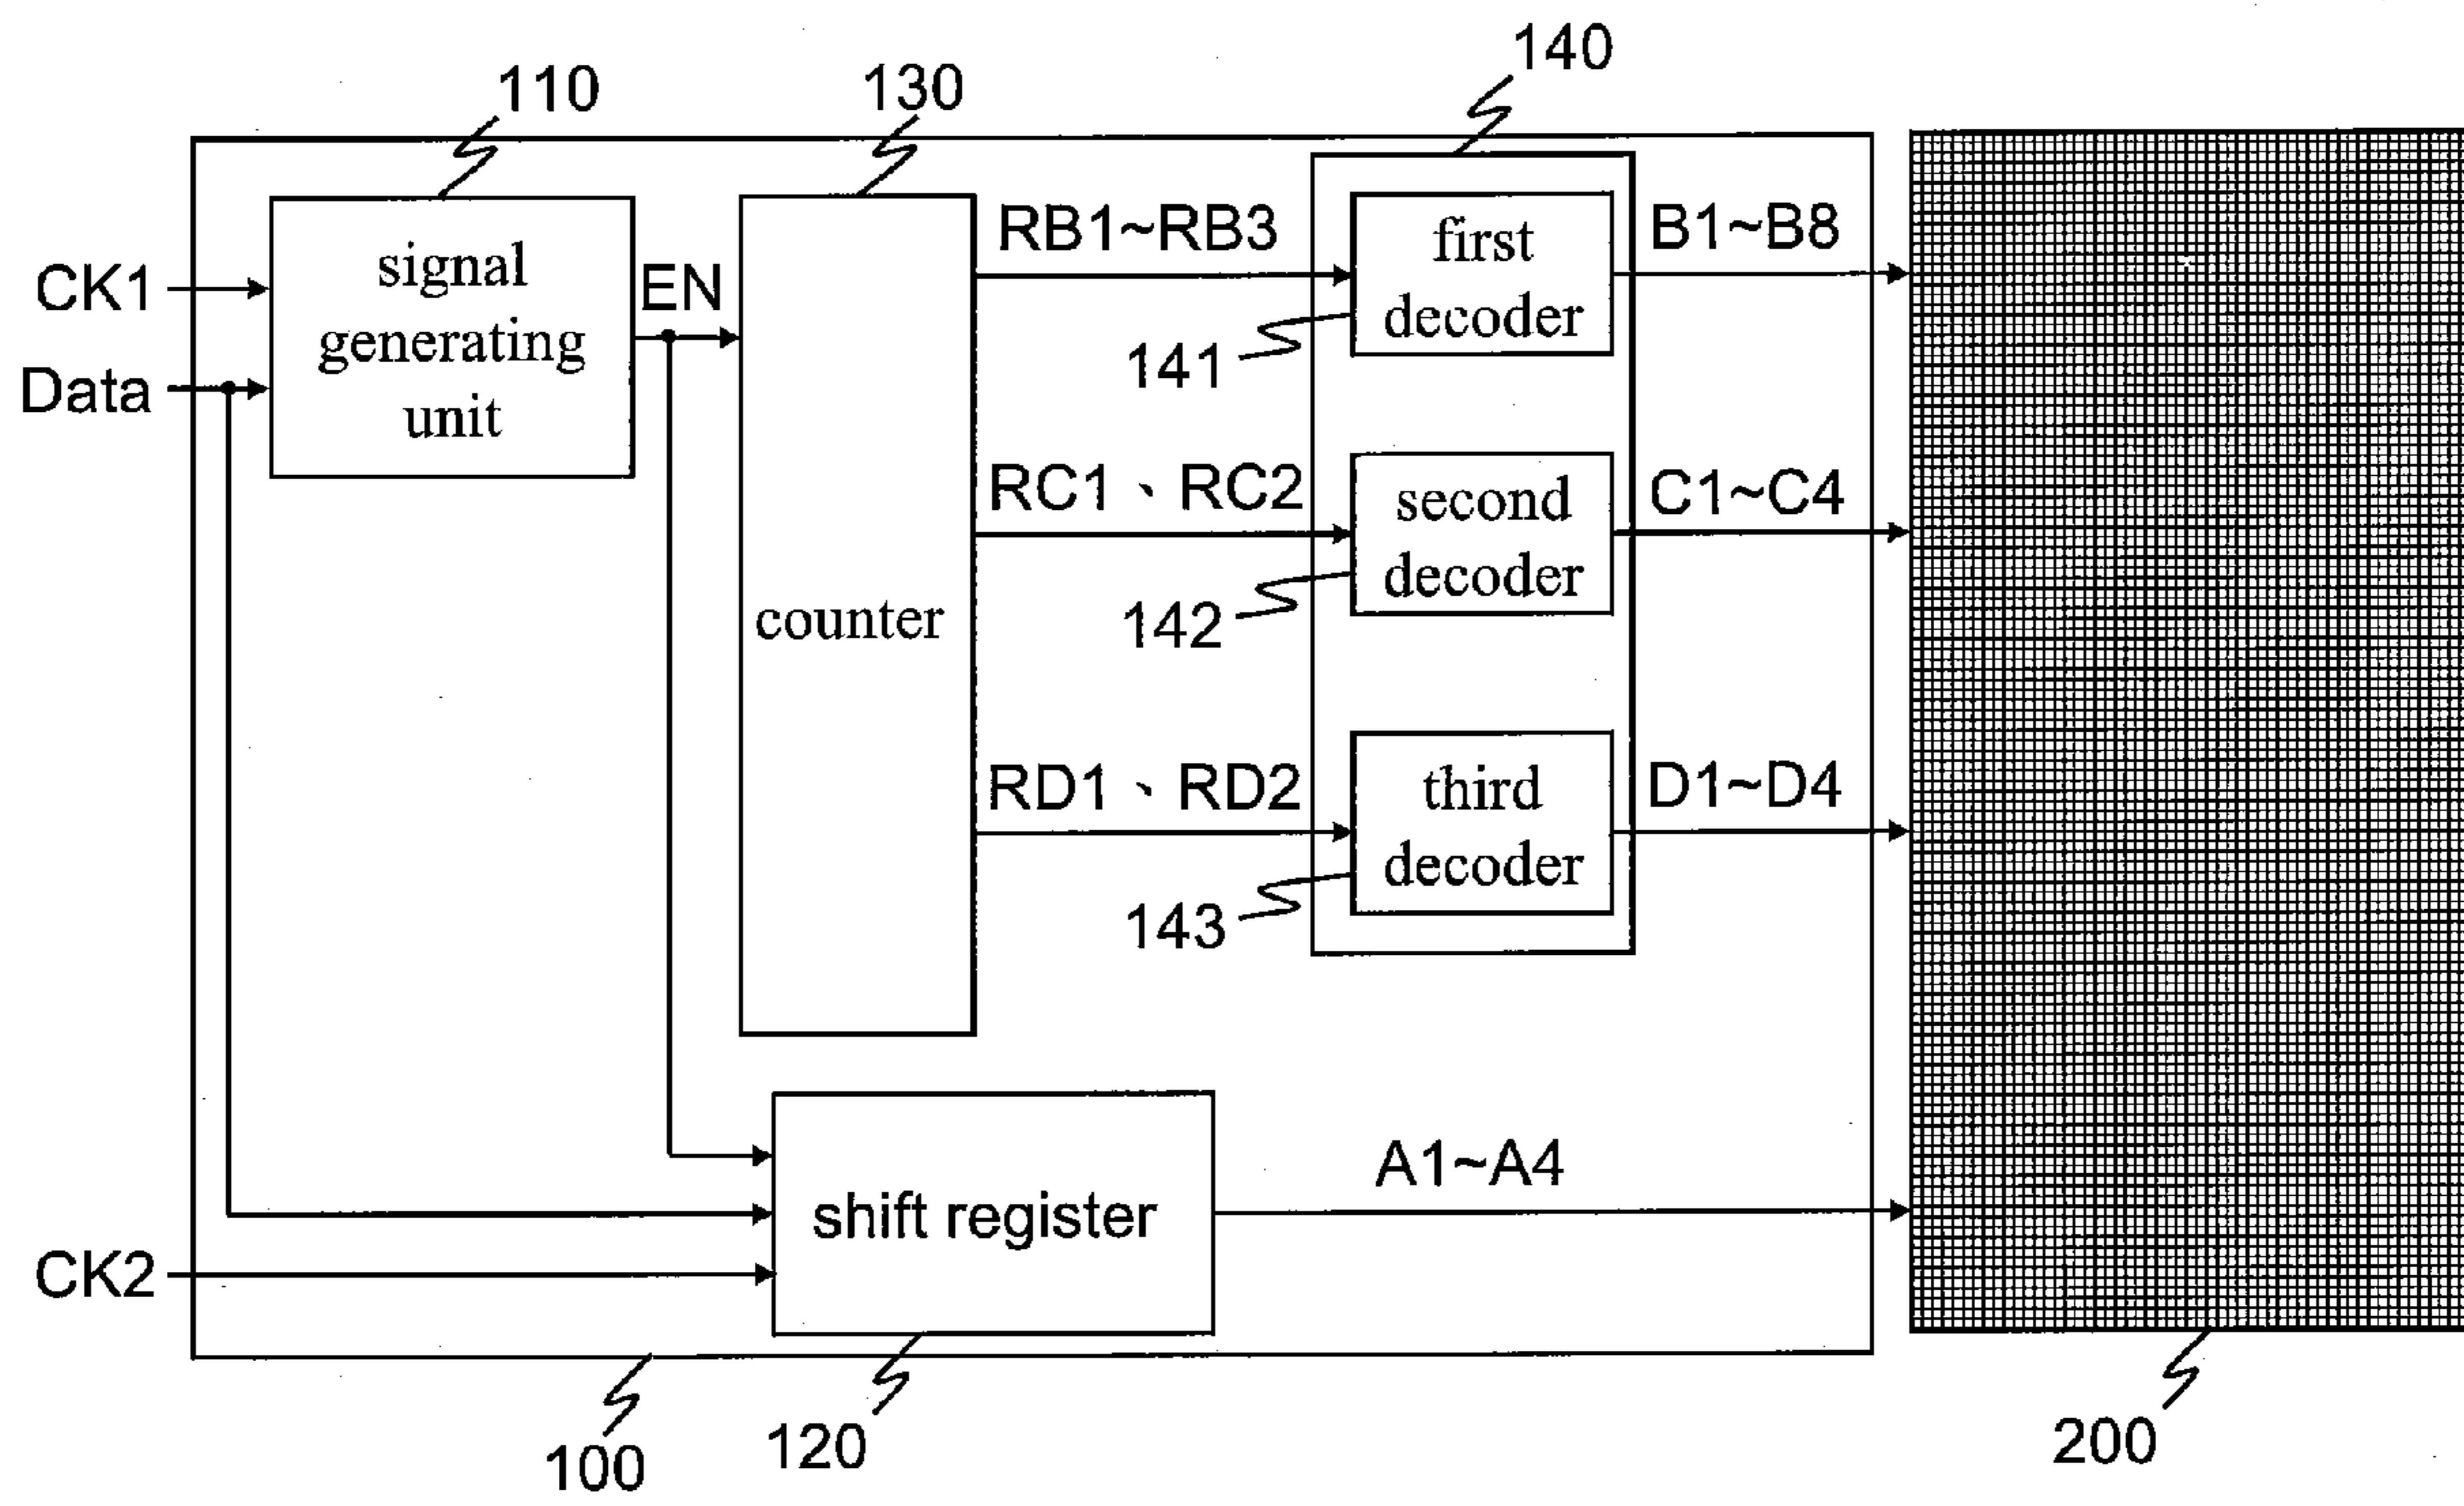 140
110
130
RB1~RB3
first
decoder
B1~B8
CK1
signal
generating
unit
EN
Data
141
RC1、RC2
second
decoder
C1~C4
counter
142
RD1、RD2
third
decoder
D1~D4
143
A1~A4
shift register
CK2
100
120
200